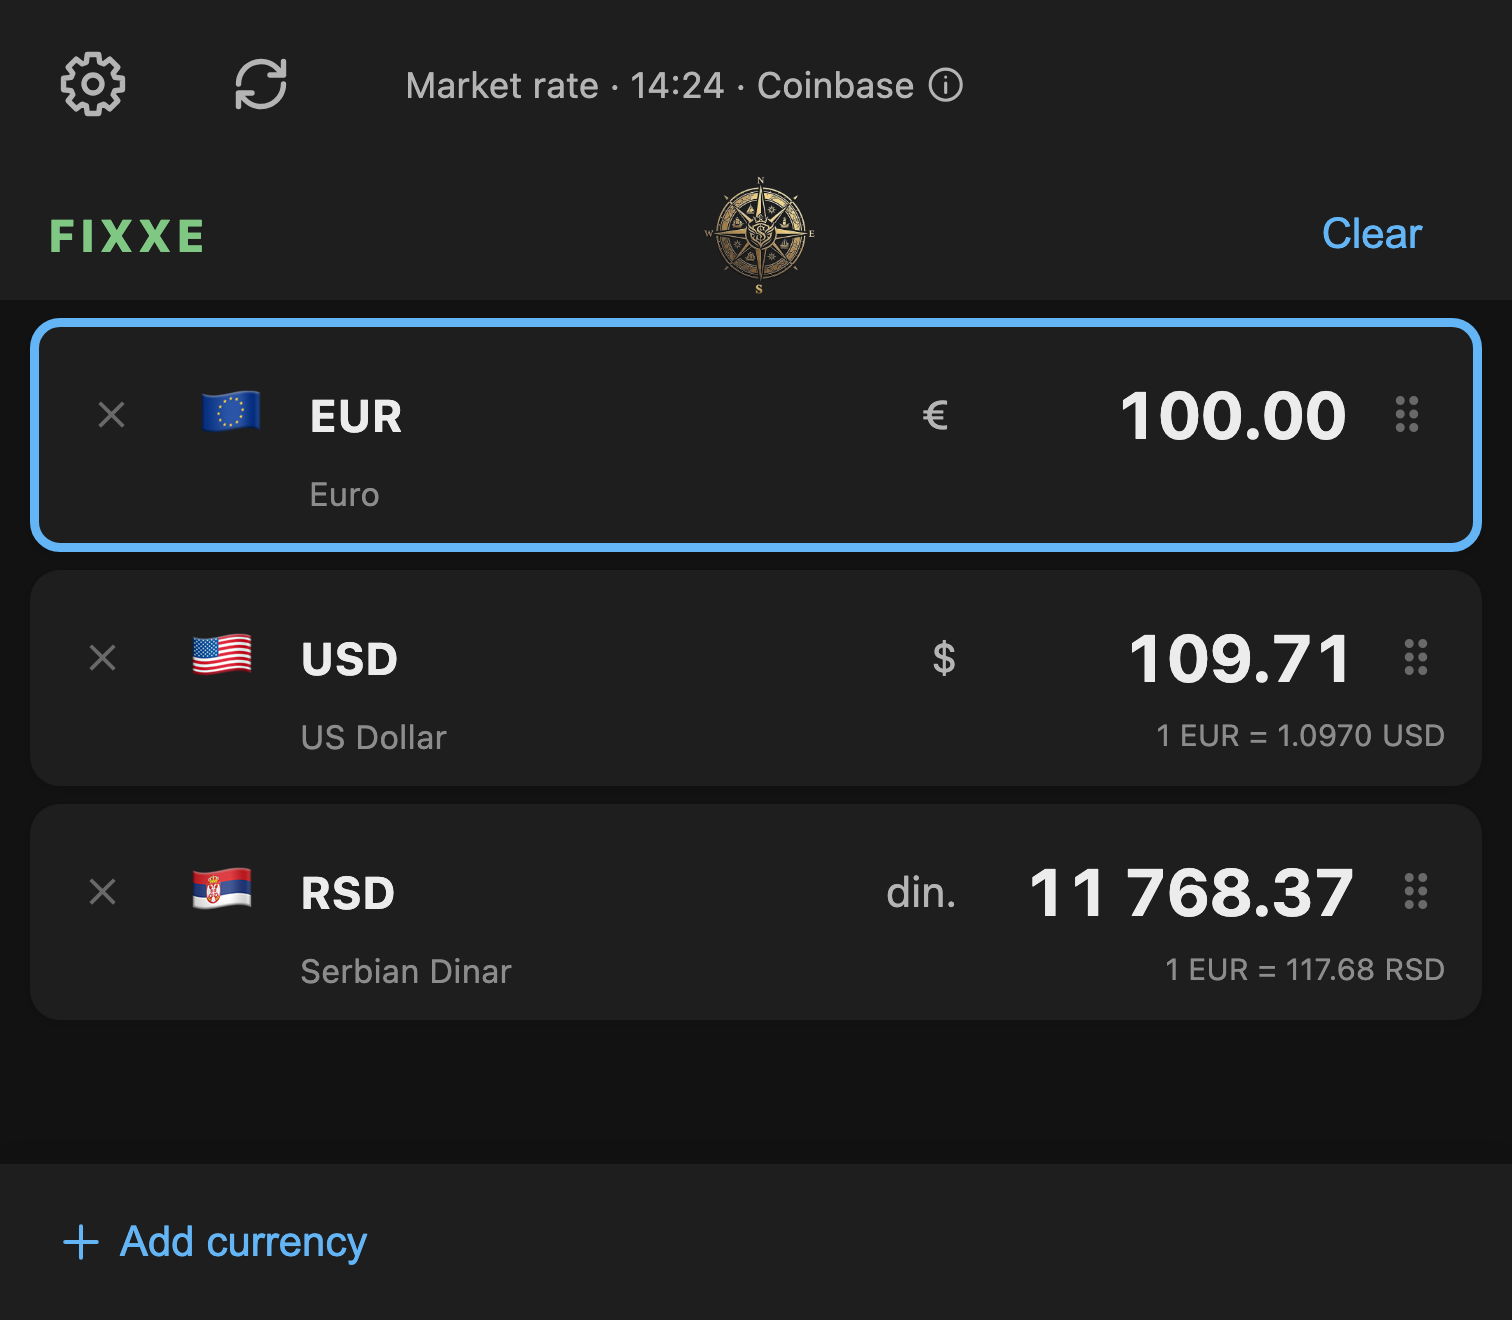 Market rate · 14:24 · Coinbase
FIXXE
N
W
E
S
Clear
EUR
€
100.00
Euro
USD
$
109.71
US Dollar
1 EUR = 1.0970 USD
RSD
din.
11 768.37
Serbian Dinar
1 EUR = 117.68 RSD
+ Add currency